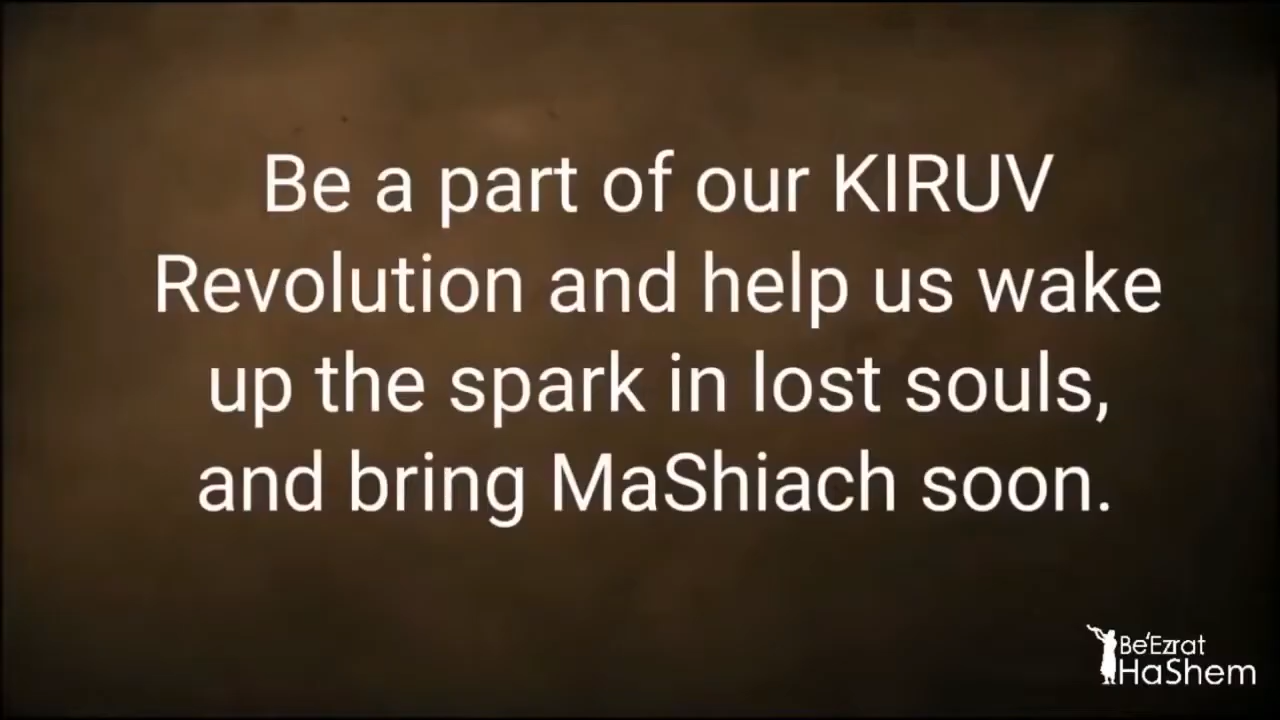 Be a part of our KIRUV
Revolution and help us wake
up the spark in lost souls,
and bring MaShiach soon.
Be'Ezrat
HaShem